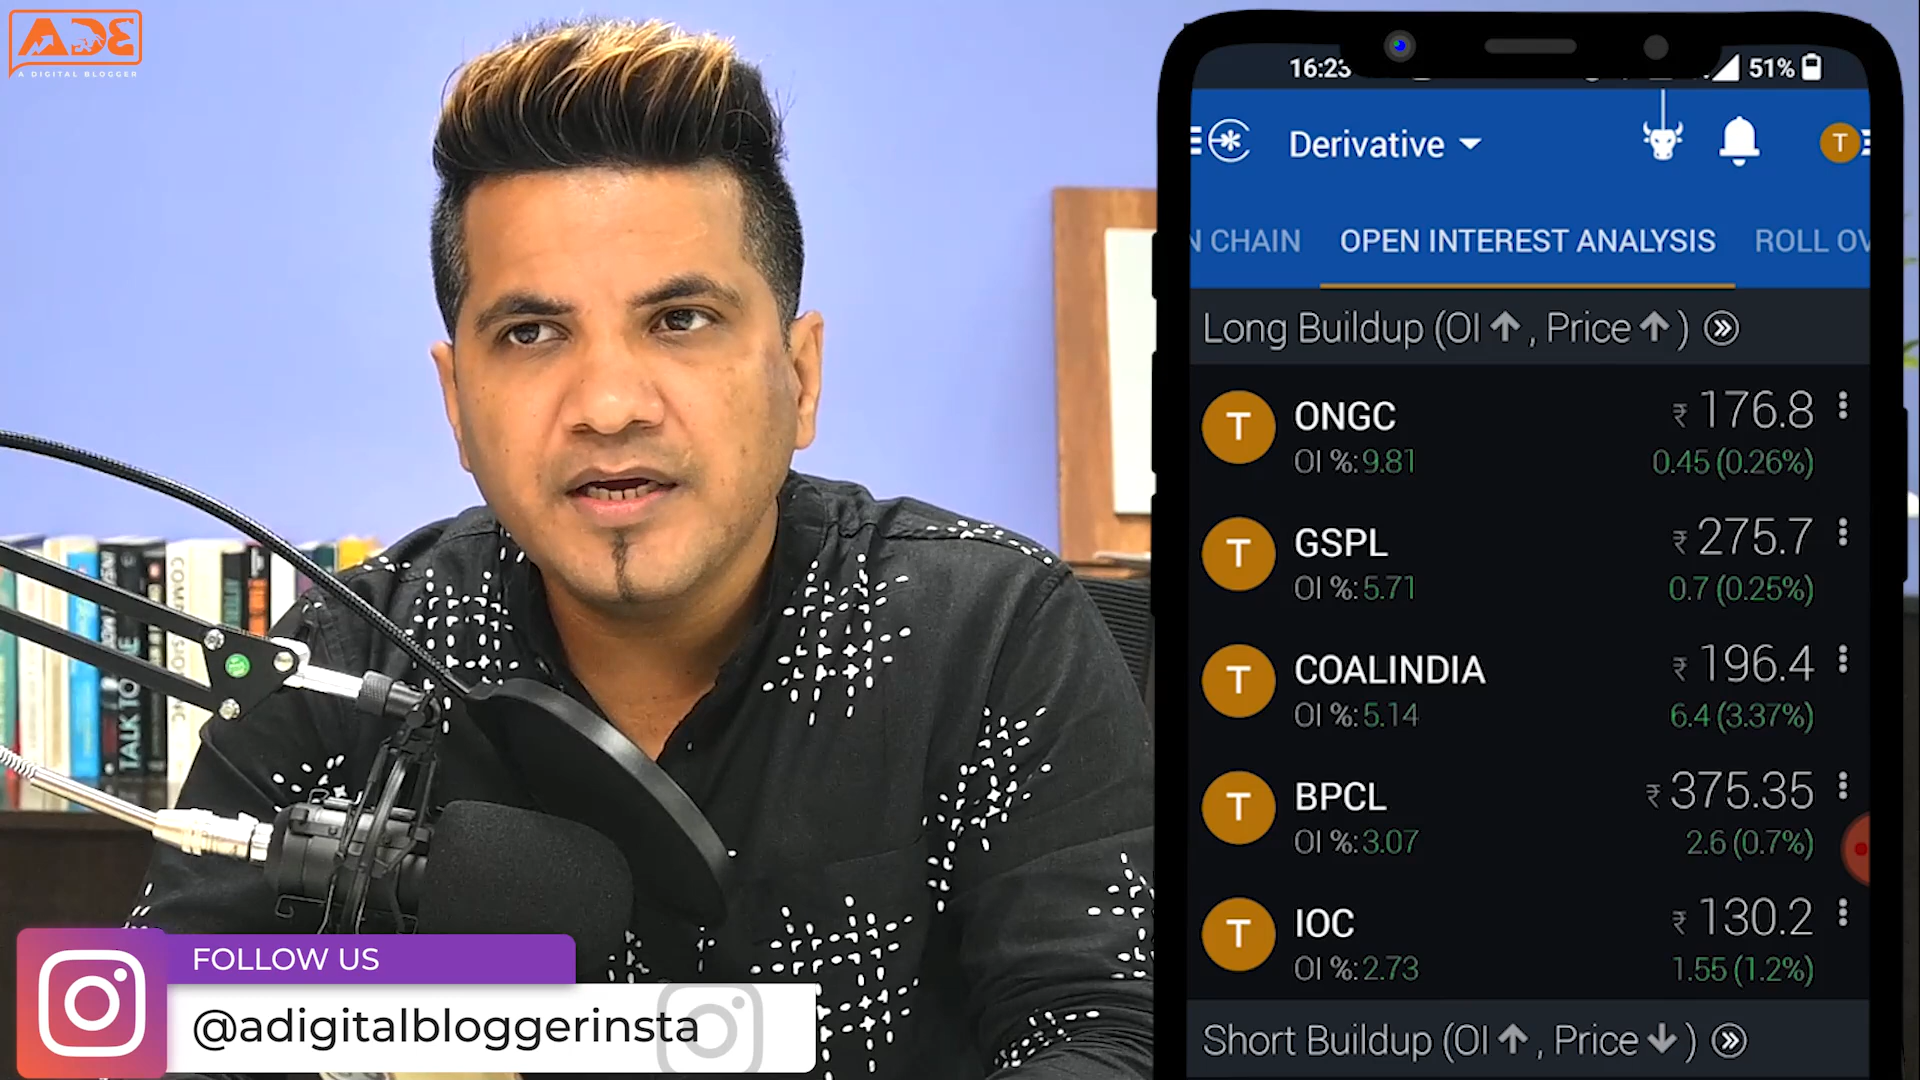 ADE
A DIGITAL BLOGGER
TALK TO ME
FOLLOW US
@adigitalbloggerinsta
16:23
51%
Derivative
T
N CHAIN
OPEN INTEREST ANALYSIS
ROLL OV
Long Buildup (OI ↑ , Price ↑ )
T
ONGC
₹ 176.8
OI %:9.81
0.45 (0.26%)
T
GSPL
₹ 275.7
OI %:5.71
0.7 (0.25%)
T
COALINDIA
₹ 196.4
OI %:5.14
6.4 (3.37%)
T
BPCL
₹ 375.35
OI %:3.07
2.6 (0.7%)
T
IOC
₹ 130.2
OI %:2.73
1.55 (1.2%)
Short Buildup (OI ↑ , Price ↓ )